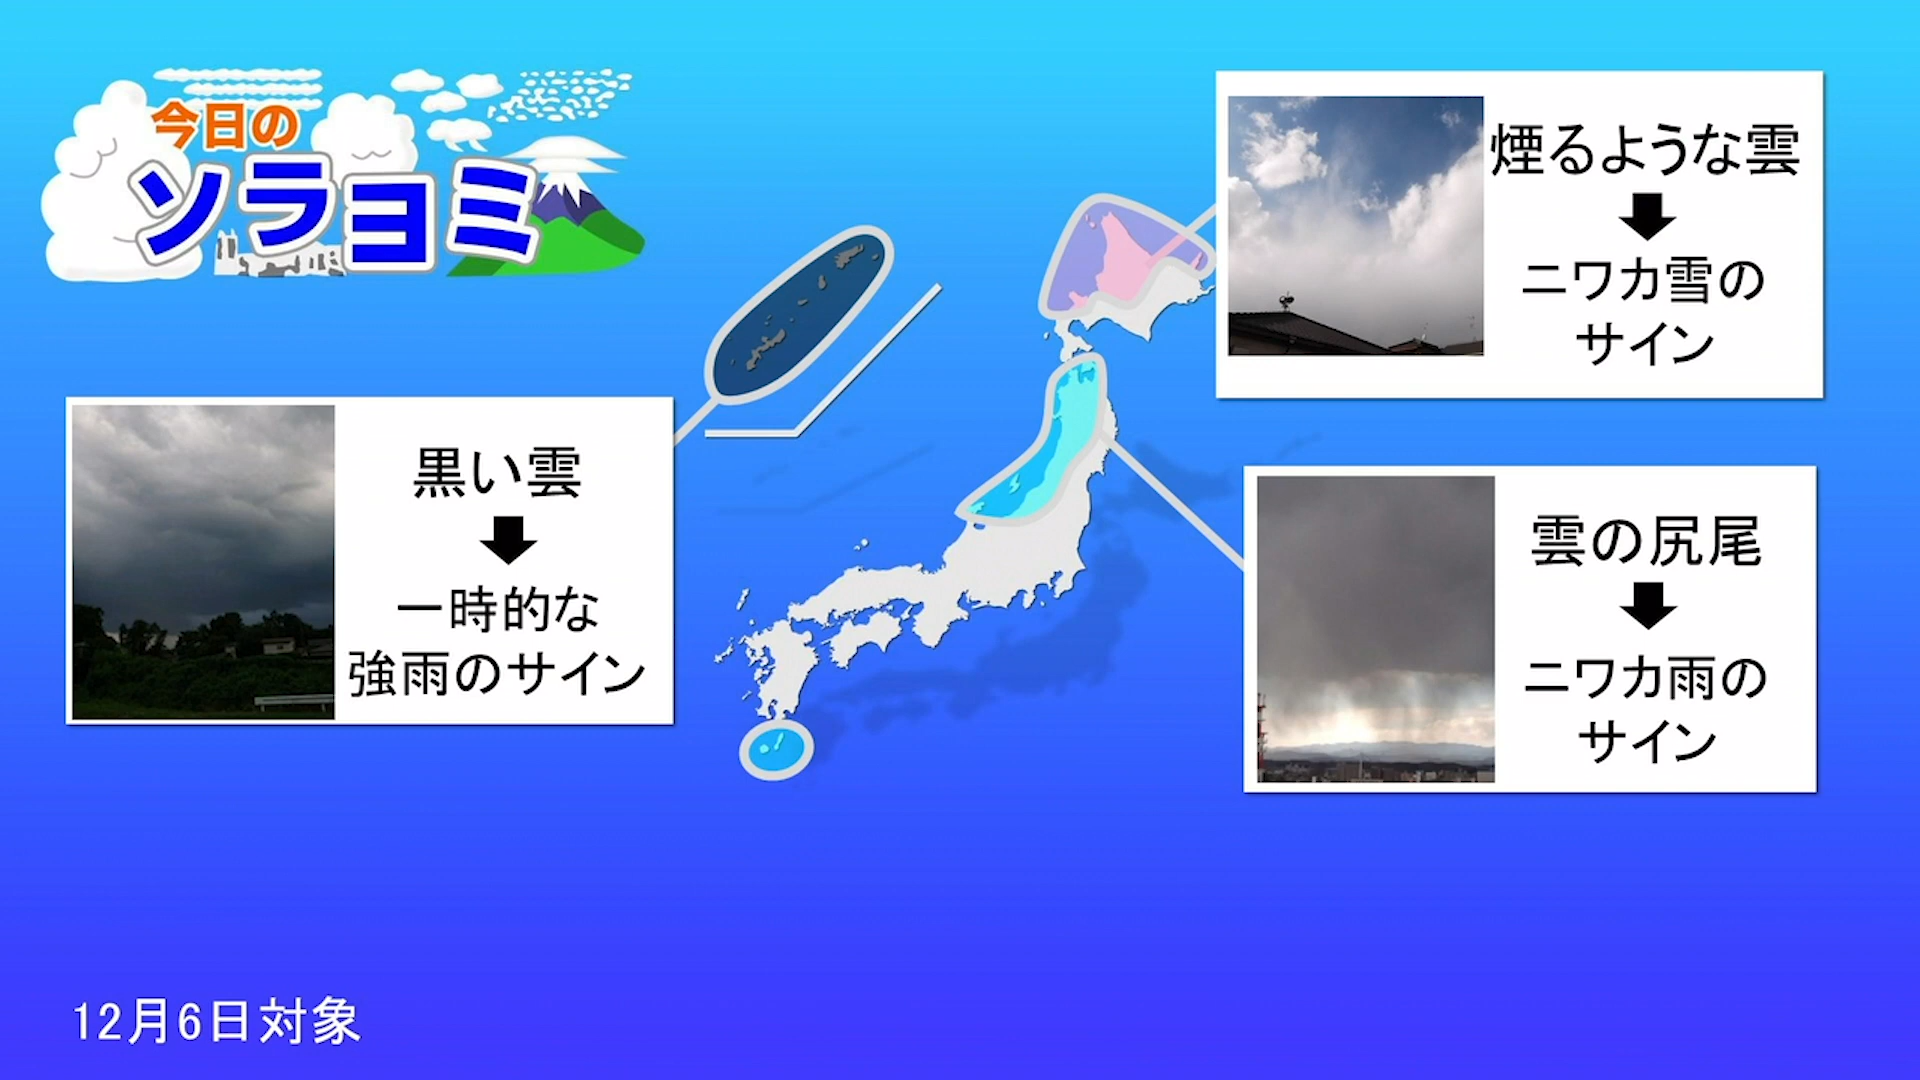 今日の
ソラヨミ
煙るような雲
ニワカ雪の
サイン
黒い雲
一時的な
強雨のサイン
雲の尻尾
ニワカ雨の
サイン
12月6日対象